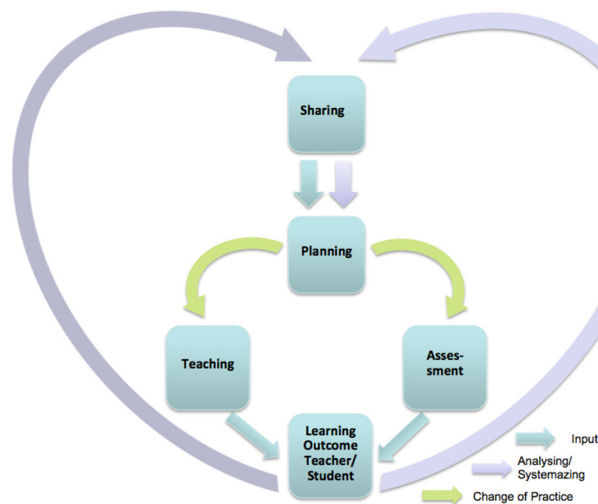 Sharing
Planning
Teaching
Asses-
sment
Learning
Outcome
Teacher/
Student
Input
Analysing/
Systemazing
Change of Practice